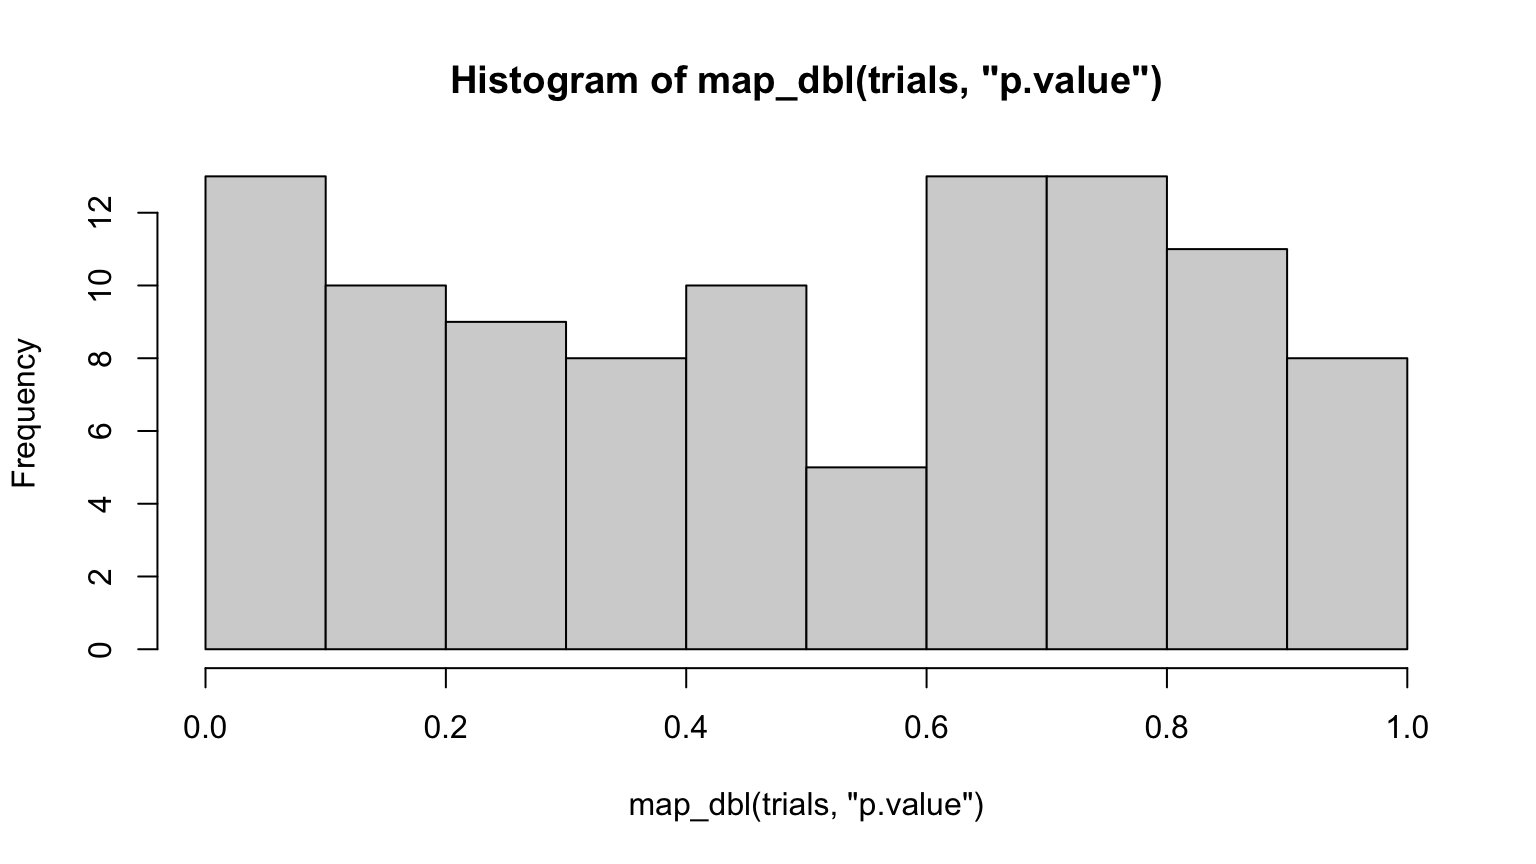 Histogram of map_dbl(trials, "p.value")
Frequency
12
10
8
6
4
2
0
0.0 0.2 0.4 0.6 0.8 1.0
map_dbl(trials, "p.value")